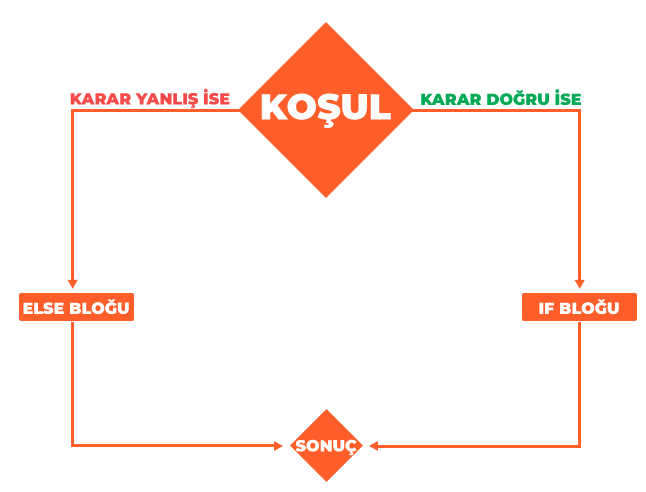 KARAR YANLIŞ İSE
KOŞUL
KARAR DOĞRU İSE
ELSE BLOĞU
IF BLOĞU
SONUÇ